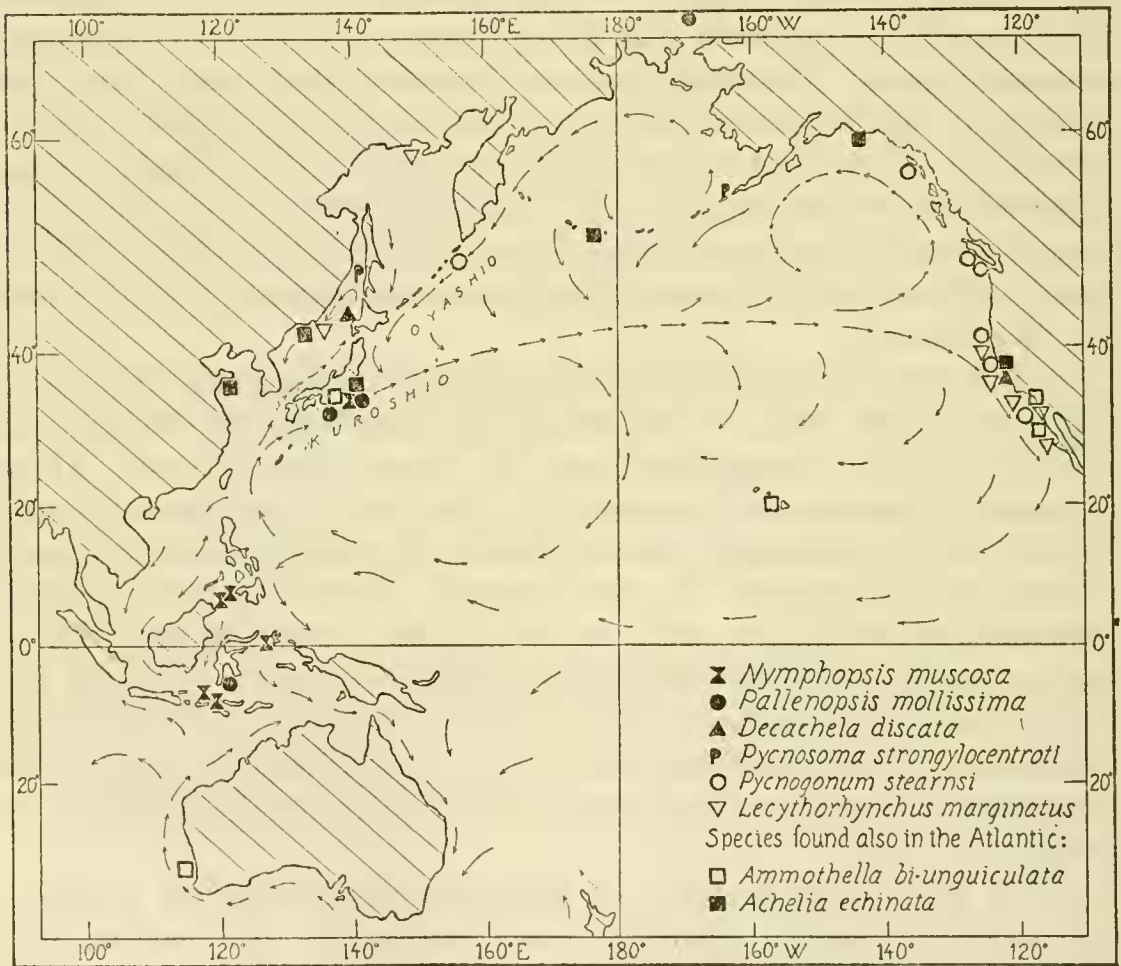 100° 120° 140° 160°E 180° 160° W 140° 120°
60° 60°
OYASHIO
40° 40°
KUROSHIO
20° 20°
0° 0°
Nymphopsis muscosa
Pallenopsis mollissima
Decachela discata
Pycnosoma strongylocentroti
Pycnogonum stearnsi
Lecythorhynchus marginatus
Species found also in the Atlantic:
Ammothella bi-unguiculata
Achelia echinata
20° 20°
100° 120° 140° 160°E 180° 160° W 140° 120°